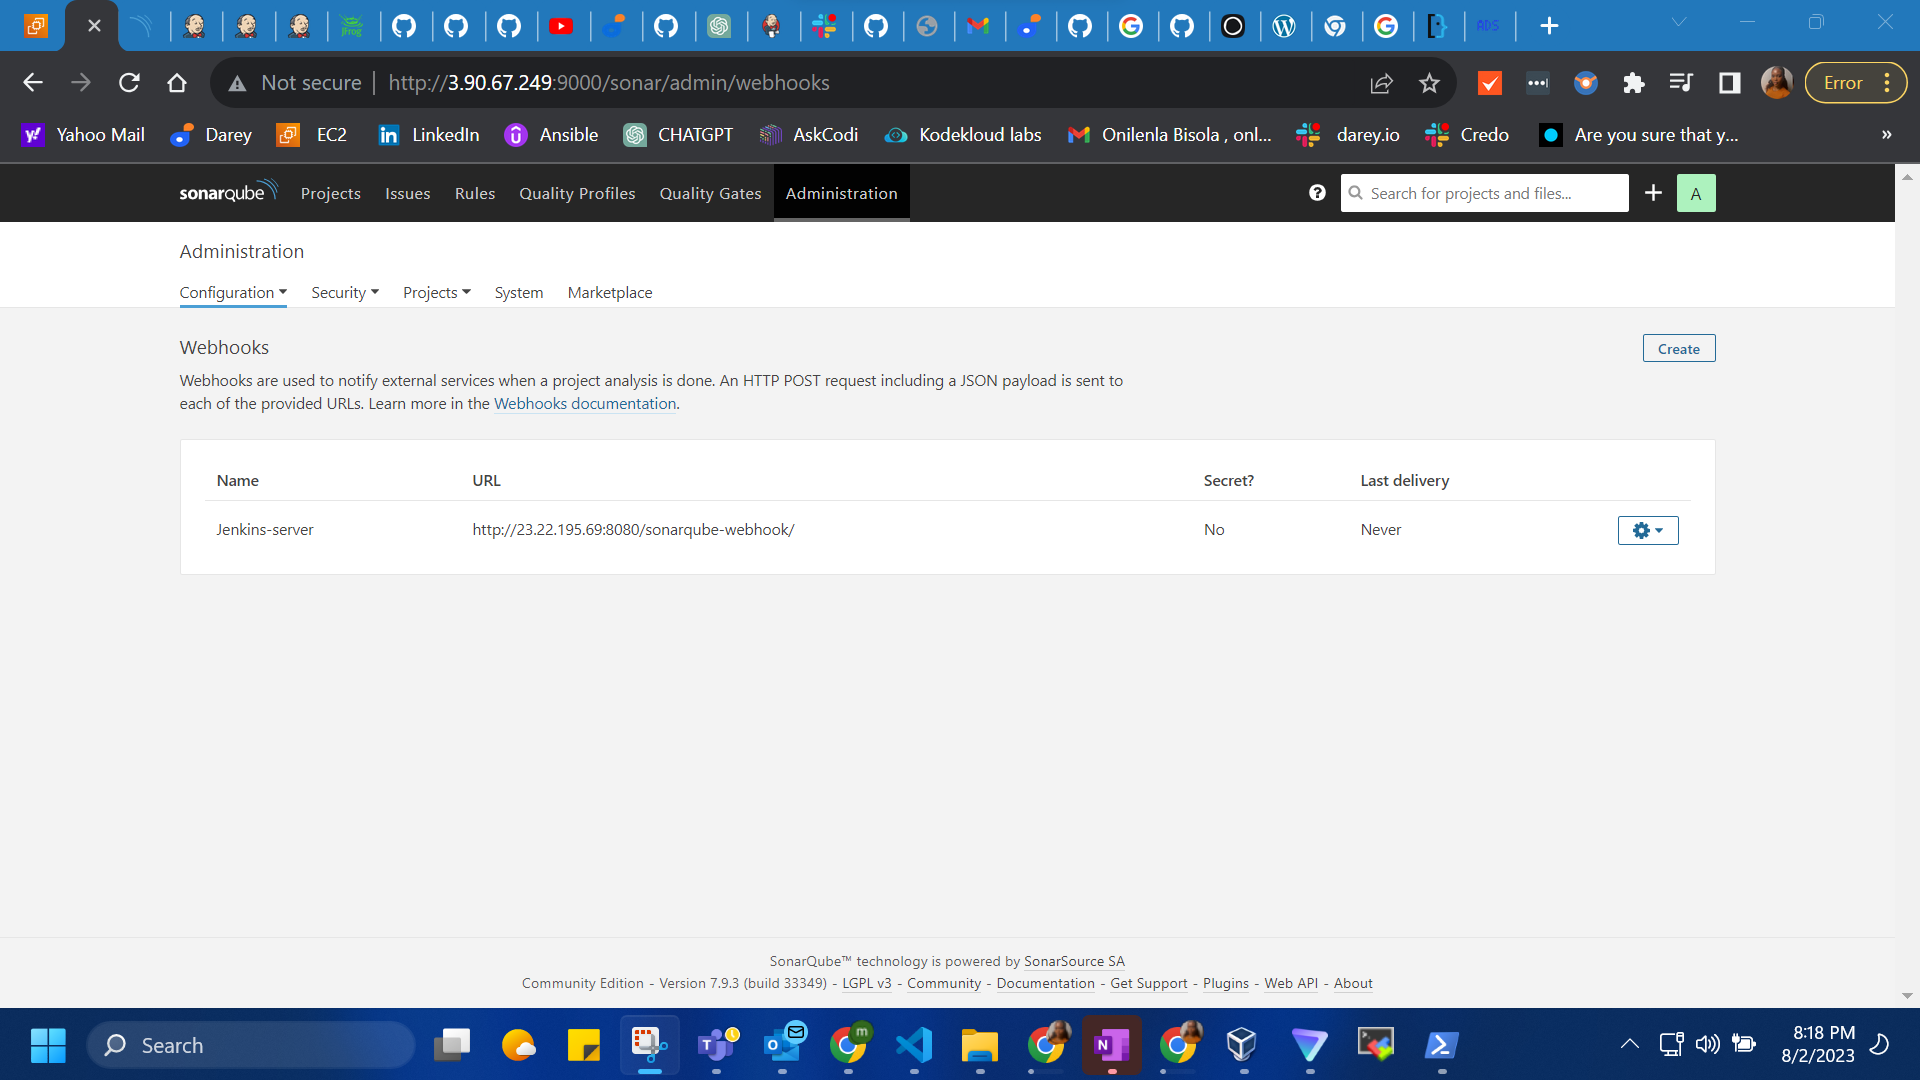 JFrog
ADS
Not secure
http://3.90.67.249:9000/sonar/admin/webhooks
Error
Yahoo Mail
Darey
EC2
LinkedIn
Ansible
CHATGPT
AskCodi
Kodekloud labs
Onilenla Bisola , onl...
darey.io
Credo
Are you sure that y...
»
sonarqube
Projects
Issues
Rules
Quality Profiles
Quality Gates
Administration
Search for projects and files...
A
Administration
Configuration
Security
Projects
System
Marketplace
Webhooks
Create
Webhooks are used to notify external services when a project analysis is done. An HTTP POST request including a JSON payload is sent to
each of the provided URLs. Learn more in the Webhooks documentation.
Name URL Secret? Last delivery
Jenkins-server http://23.22.195.69:8080/sonarqube-webhook/ No Never
SonarQube™ technology is powered by SonarSource SA
Community Edition - Version 7.9.3 (build 33349) - LGPL v3 - Community - Documentation - Get Support - Plugins - Web API - About
Search
m
8:18 PM
8/2/2023